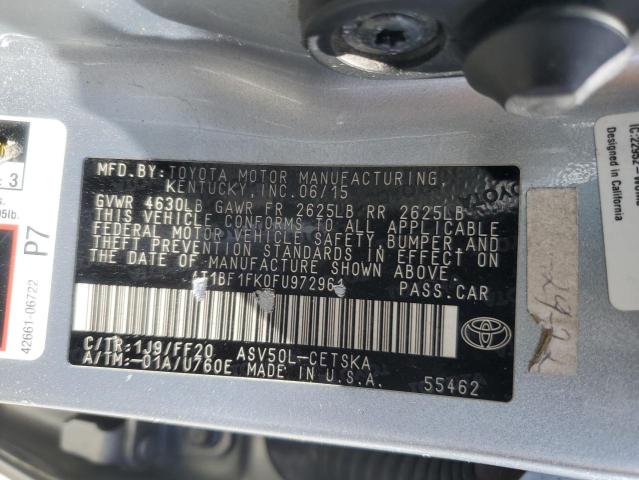 MFD. BY: TOYOTA MOTOR MANUFACTURING,
KENTUCKY, INC. 06/15
GVWR 4630LB GAWR FR 2625LB RR 2625LB
THIS VEHICLE CONFORMS TO ALL APPLICABLE
FEDERAL MOTOR VEHICLE SAFETY, BUMPER, AND
THEFT PREVENTION STANDARDS IN EFFECT ON
THE DATE OF MANUFACTURE SHOWN ABOVE.
4T1BF1FK0FU972964 PASS. CAR
C/TR: 1J9/FF20 ASV50L-CETSKA
A/TM: -01A/U760E MADE IN U.S.A. 55462
P7
42661-06722
3
Designed in Canada